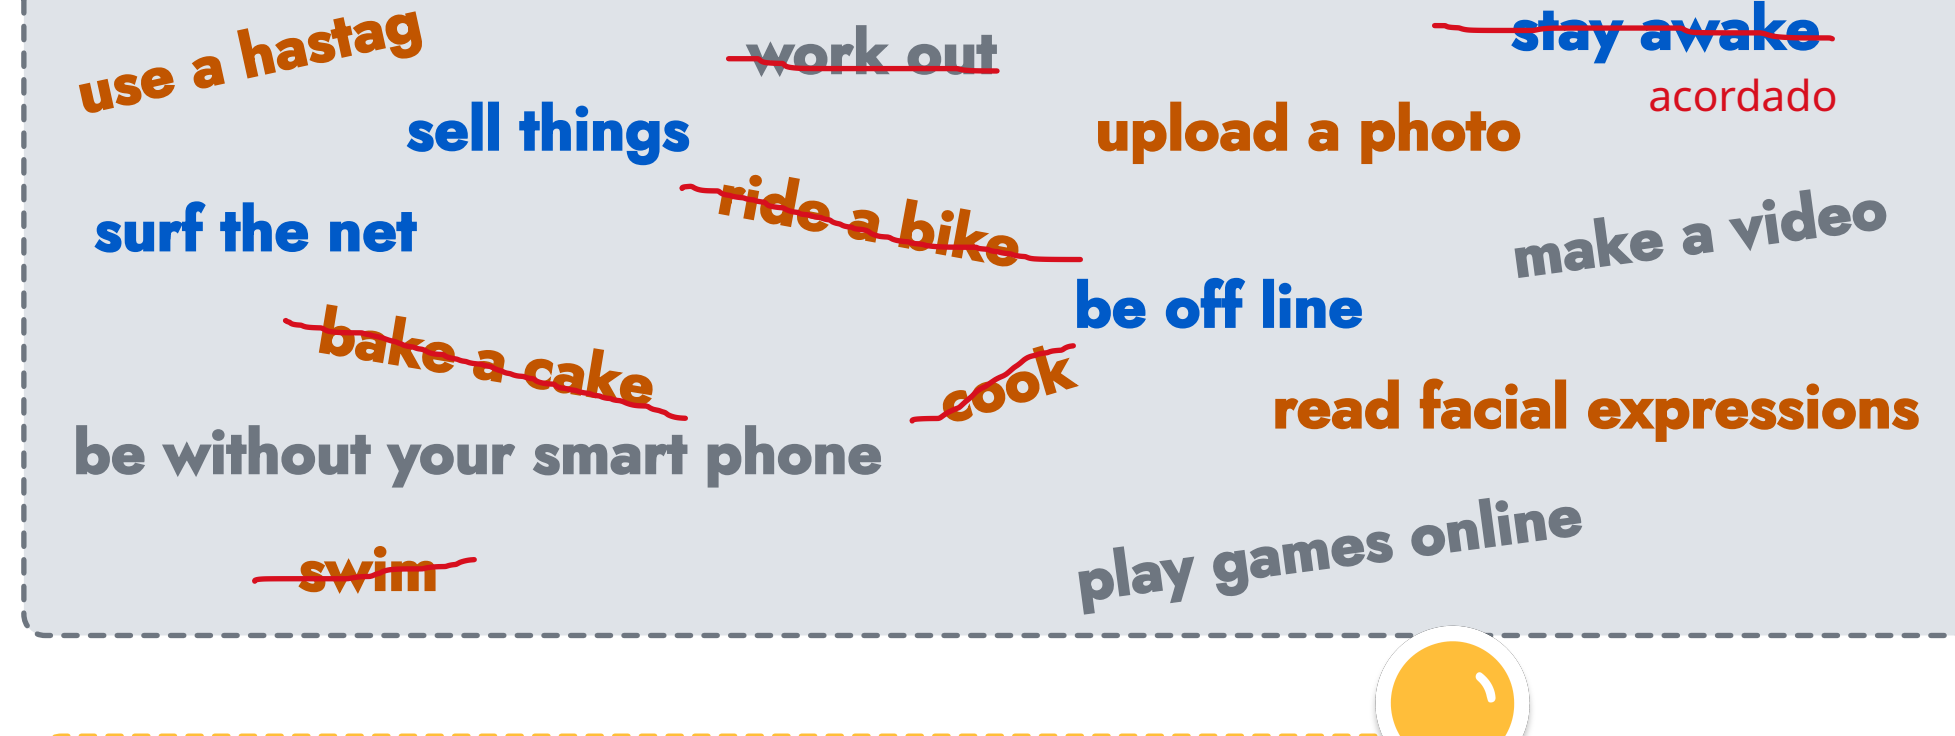 use a hastag
work out
stay awake
acordado
sell things
upload a photo
ride a bike
surf the net
make a video
be off line
bake a cake
cook
read facial expressions
be without your smart phone
play games online
swim